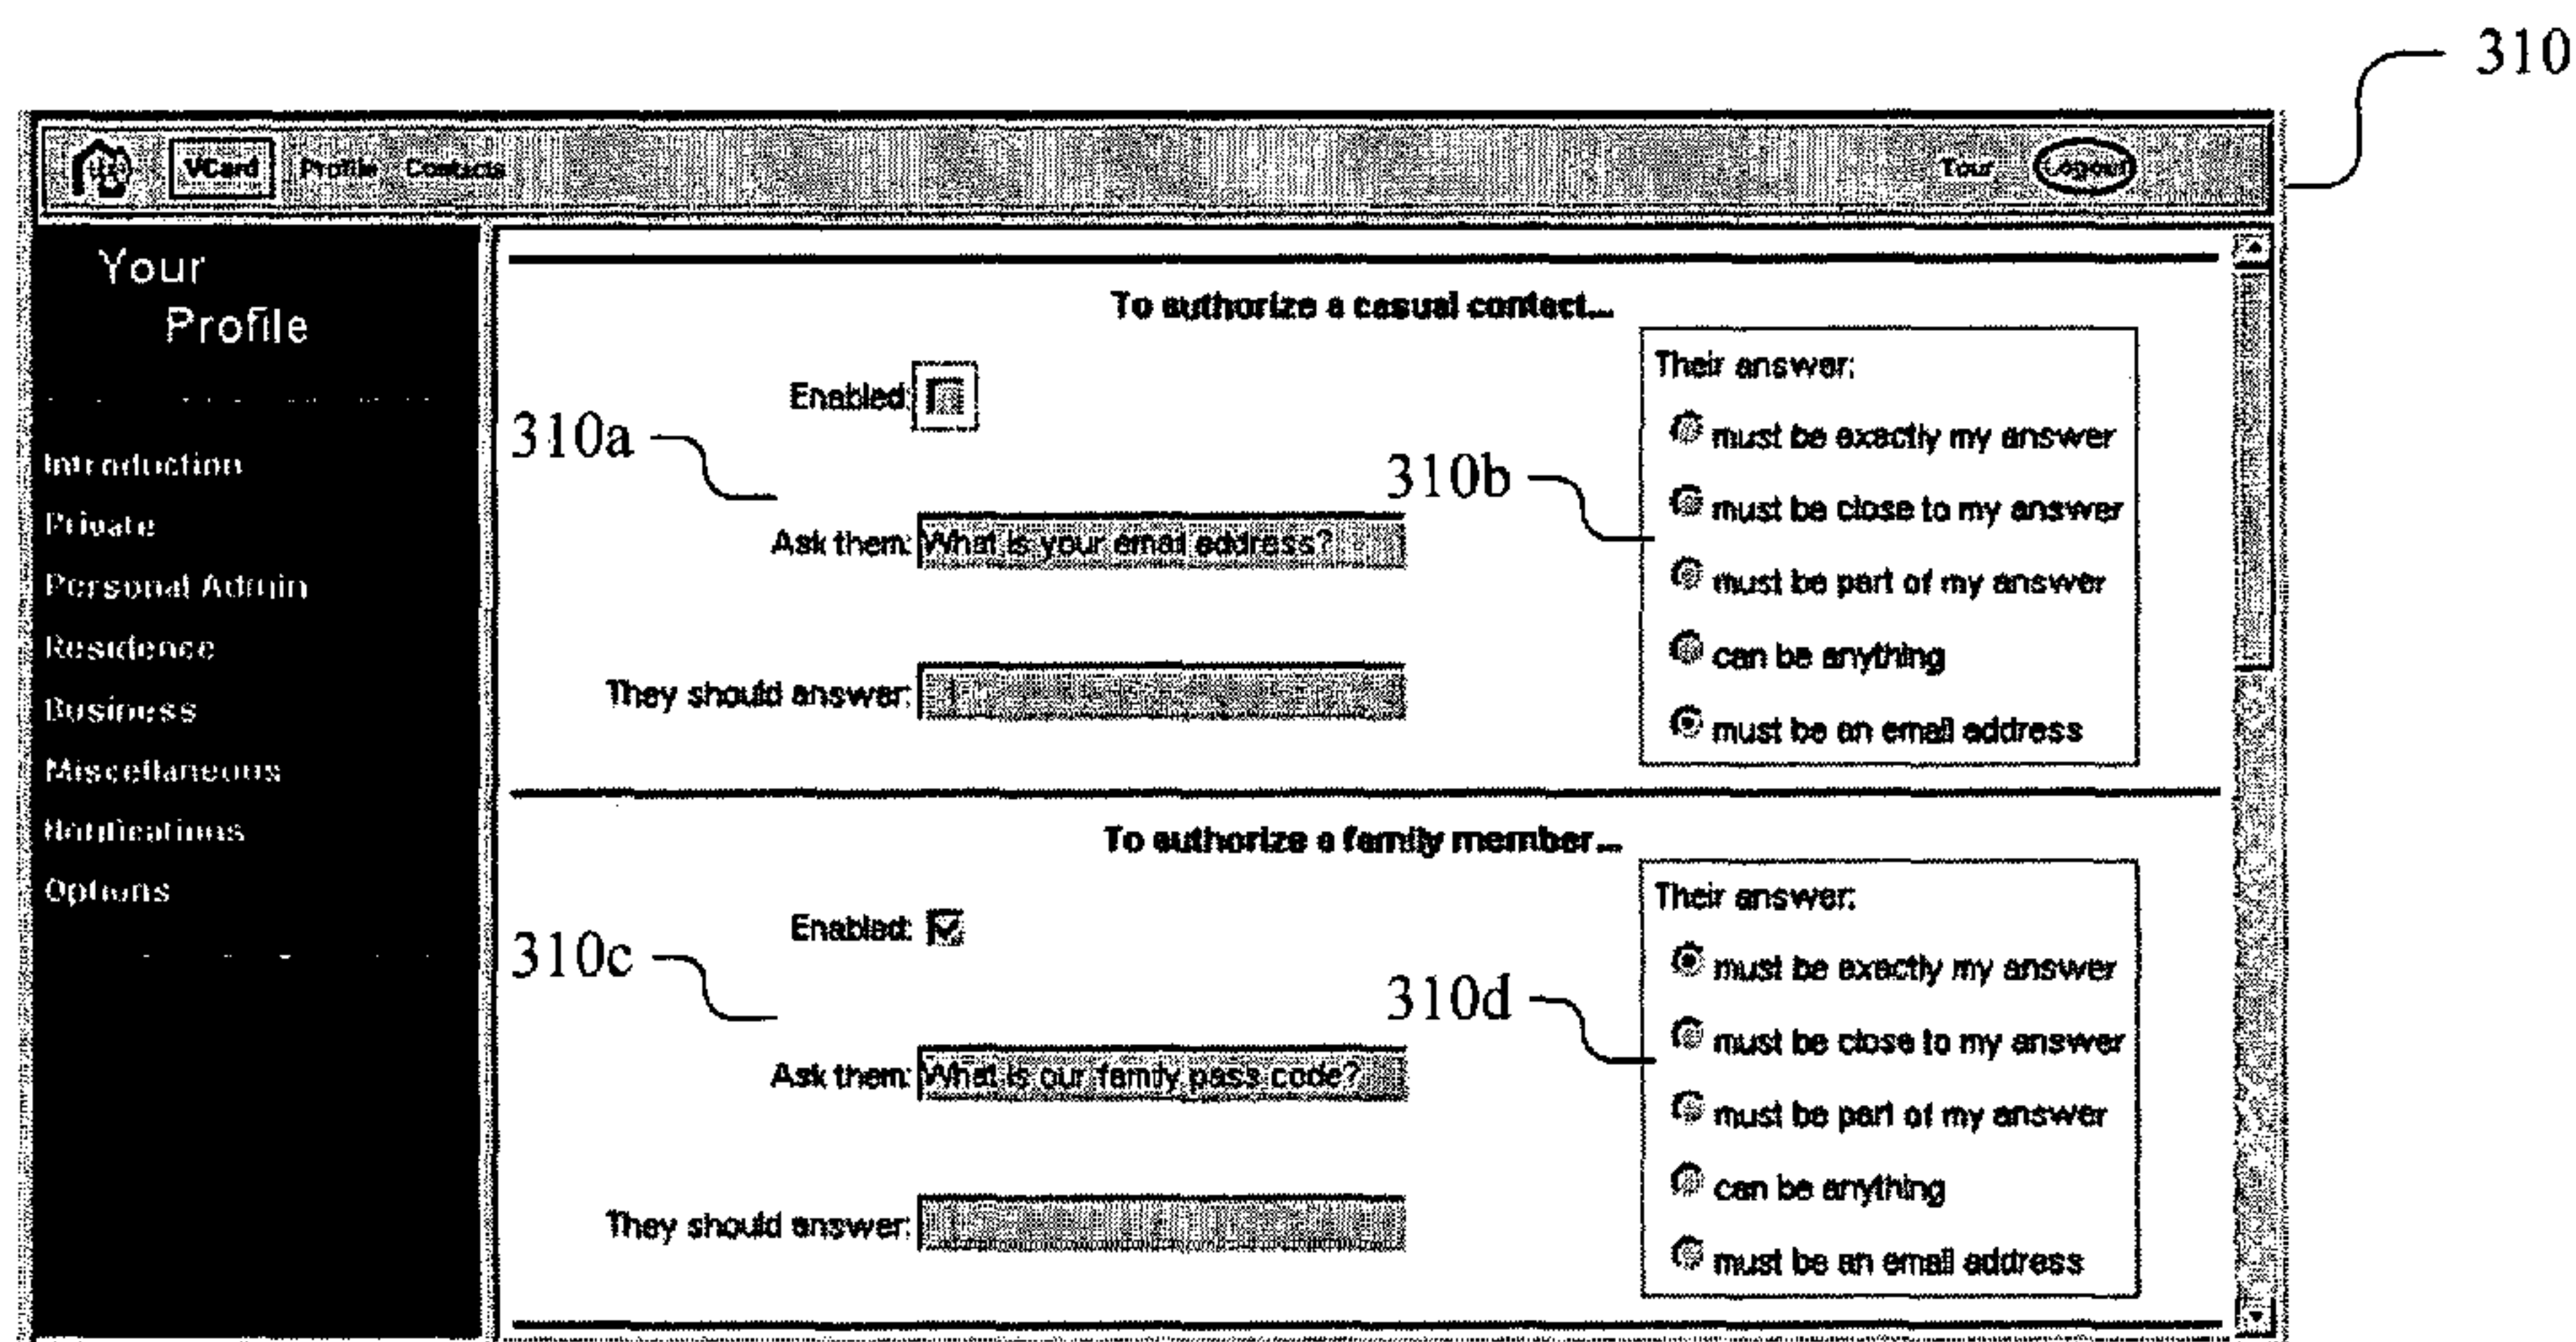 310
VCard Profile Contacts Tour Logout
Your
Profile
Introduction
Private
Personal Admin
Residence
Business
Miscellaneous
Notifications
Options
To authorize a casual contact...
Enabled:
310a
Ask them: What is your email address?
They should answer:
310b
Their answer:
must be exactly my answer
must be close to my answer
must be part of my answer
can be anything
must be an email address
To authorize a family member...
Enabled:
310c
Ask them: What is our family pass code?
They should answer:
310d
Their answer:
must be exactly my answer
must be close to my answer
must be part of my answer
can be anything
must be an email address